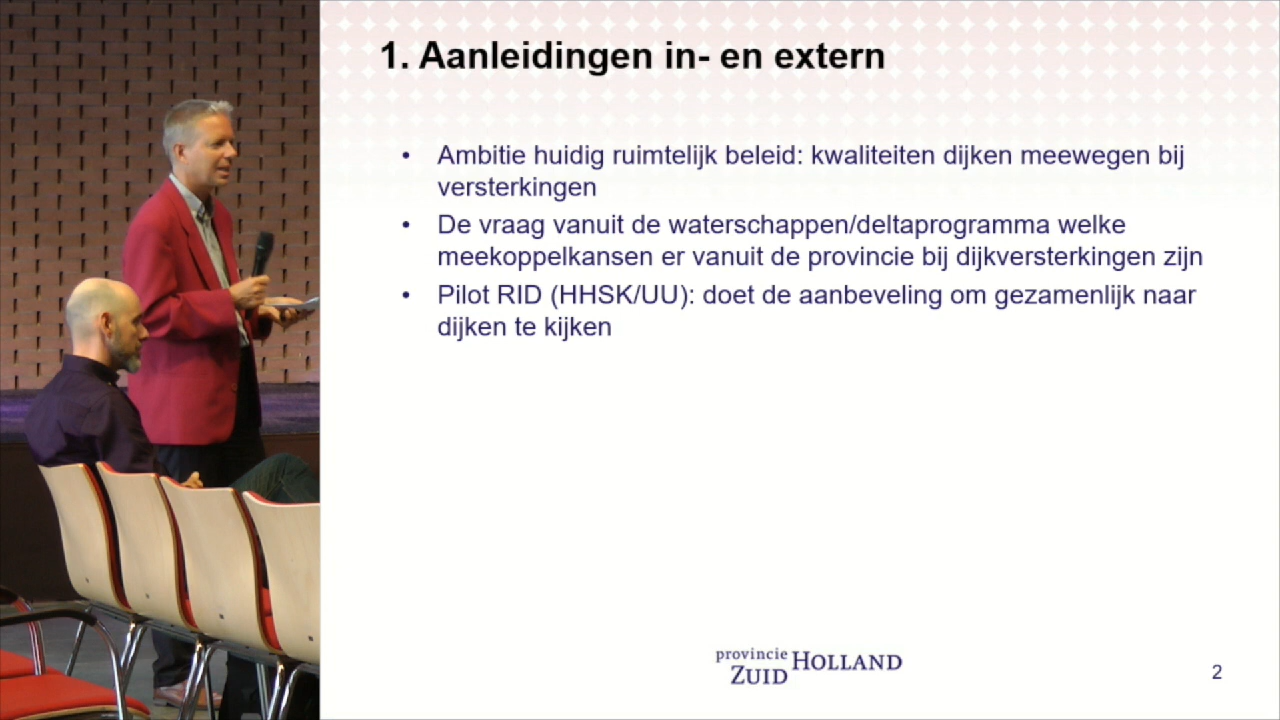 1. Aanleidingen in- en extern
• Ambitie huidig ruimtelijk beleid: kwaliteiten dijken meewegen bij
versterkingen
• De vraag vanuit de waterschappen/deltaprogramma welke
meekoppelkansen er vanuit de provincie bij dijkversterkingen zijn
• Pilot RID (HHSK/UU): doet de aanbeveling om gezamenlijk naar
dijken te kijken
provincie
ZUID HOLLAND
2